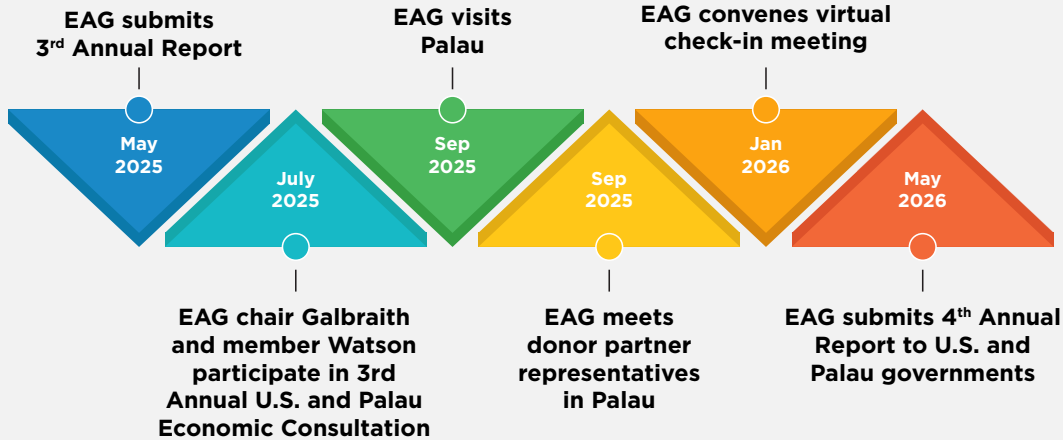 EAG submits
3rd Annual Report
May
2025
July
2025
EAG chair Galbraith
and member Watson
participate in 3rd
Annual U.S. and Palau
Economic Consultation
EAG visits
Palau
Sep
2025
Sep
2025
EAG meets
donor partner
representatives
in Palau
EAG convenes virtual
check-in meeting
Jan
2026
May
2026
EAG submits 4th Annual
Report to U.S. and
Palau governments